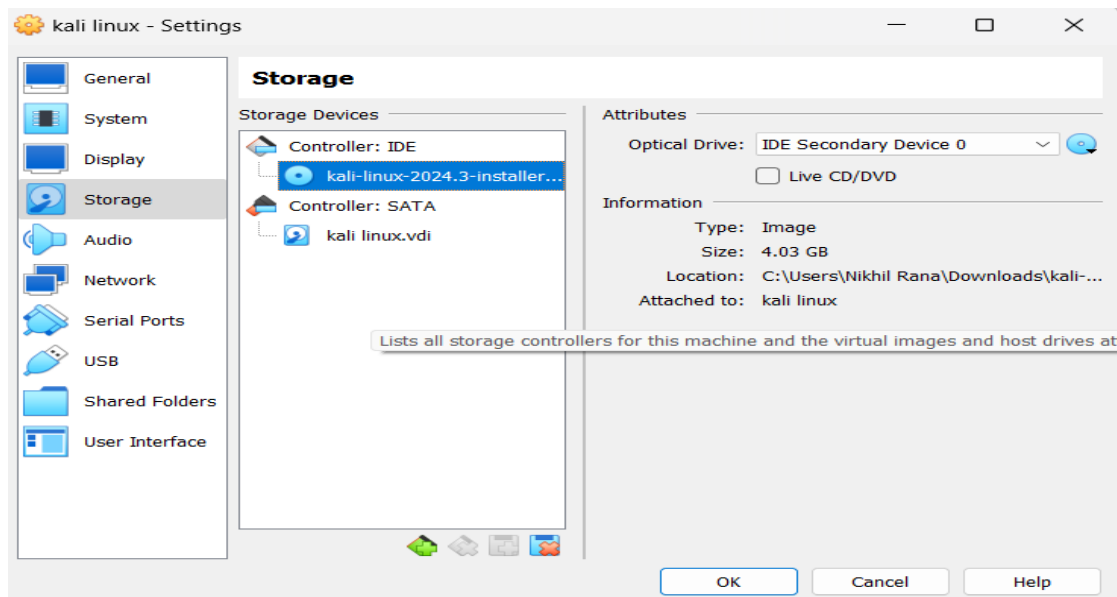 kali linux - Settings
General
System
Display
Storage
Audio
Network
Serial Ports
USB
Shared Folders
User Interface
Storage
Storage Devices
Controller: IDE
kali-linux-2024.3-installer...
Controller: SATA
kali linux.vdi
Attributes
Optical Drive: IDE Secondary Device 0
Live CD/DVD
Information
Type: Image
Size: 4.03 GB
Location: C:\Users\Nikhil Rana\Downloads\kali-...
Attached to: kali linux
Lists all storage controllers for this machine and the virtual images and host drives at
OK Cancel Help